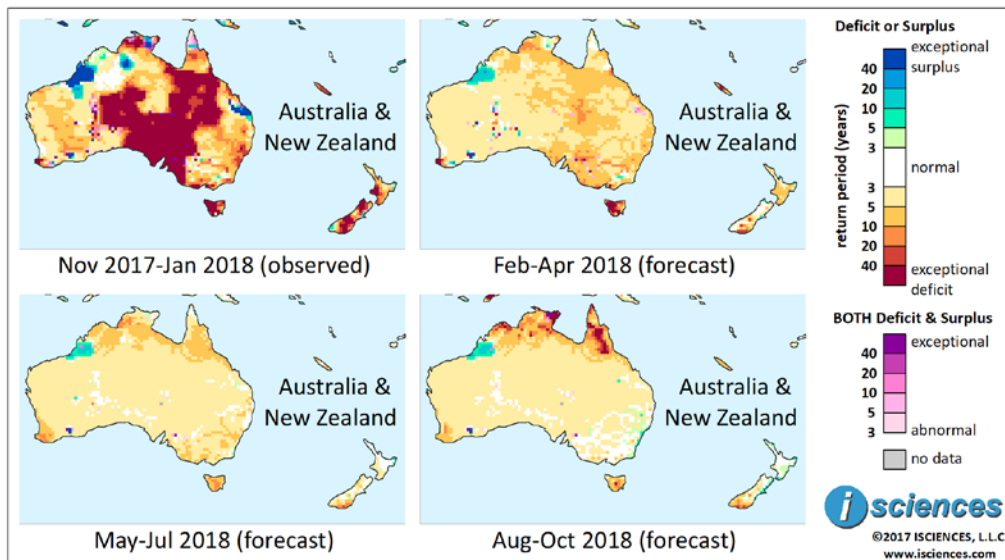 Australia &
New Zealand
Nov 2017-Jan 2018 (observed)
Australia &
New Zealand
Feb-Apr 2018 (forecast)
Australia &
New Zealand
May-Jul 2018 (forecast)
Australia &
New Zealand
Aug-Oct 2018 (forecast)
Deficit or Surplus
exceptional
surplus
40
20
10
5
3
normal
3
5
10
20
40
exceptional
deficit
return period (years)
BOTH Deficit & Surplus
exceptional
40
20
10
5
3
abnormal
no data
i sciences
©2017 ISCIENCES, L.L.C.
www.isciences.com